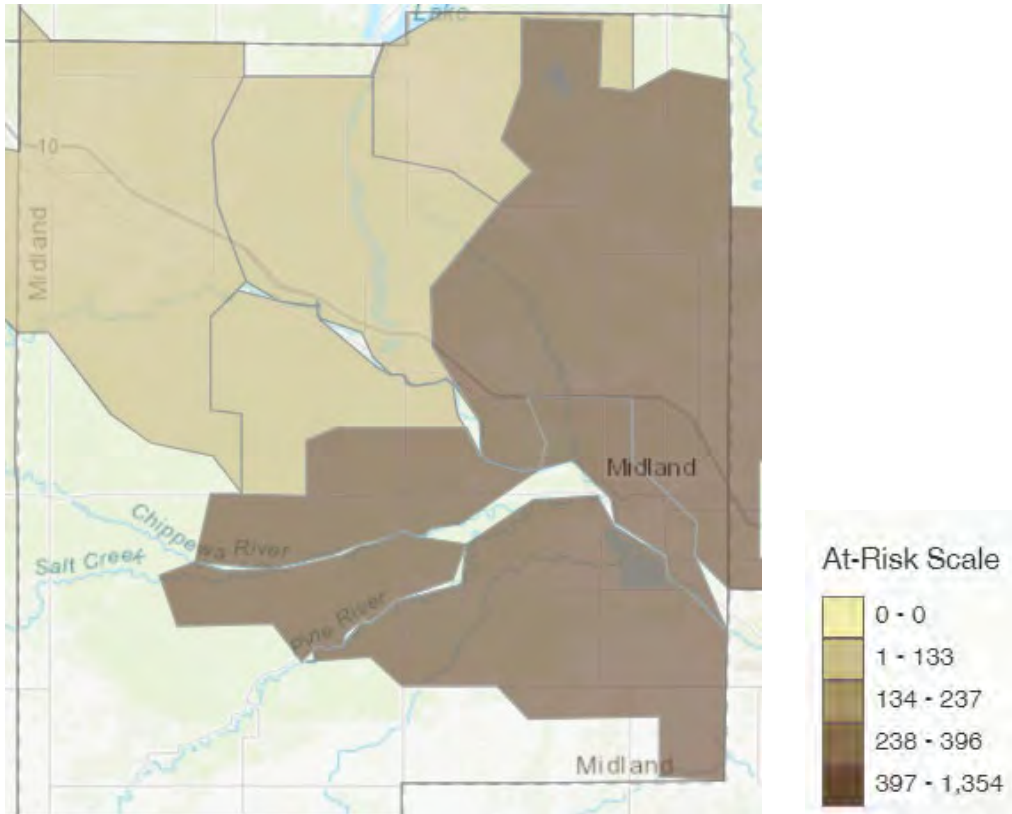 Lake
10
Midland
Midland
Chippewa River
Salt Creek
Pine River
Midland
At-Risk Scale
0 - 0
1 - 133
134 - 237
238 - 396
397 - 1,354